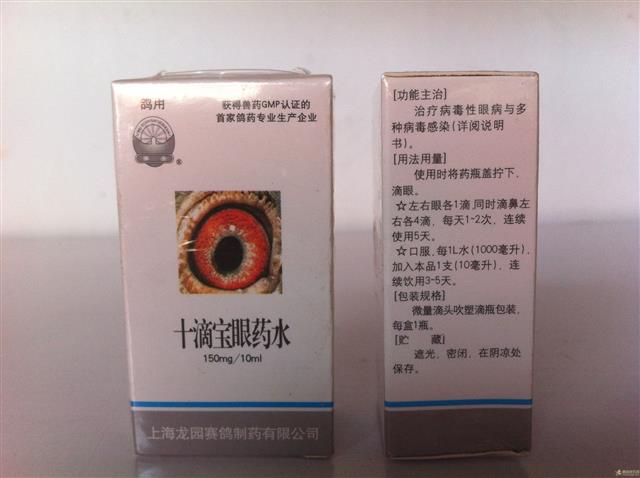 鸽用
获得兽药GMP认证的
首家鸽药专业生产企业
®
十滴宝眼药水
150mg/10ml
上海龙园赛鸽制药有限公司
[功能主治]
治疗病毒性眼病与多
种病毒感染(详阅说明
书)。
[用法用量]
使用时将药瓶盖拧下,
滴眼。
☆左右眼各1滴,同时滴鼻左
右各4滴，每天1~2次，连续
使用5天。
☆口服,每1L水(1000毫升),
加入本品1支(10毫升)，连
续饮用3-5天。
[包装规格]
微量滴头吹塑滴瓶包装,
每盒1瓶。
[贮 藏]
遮光，密闭，在阴凉处
保存。